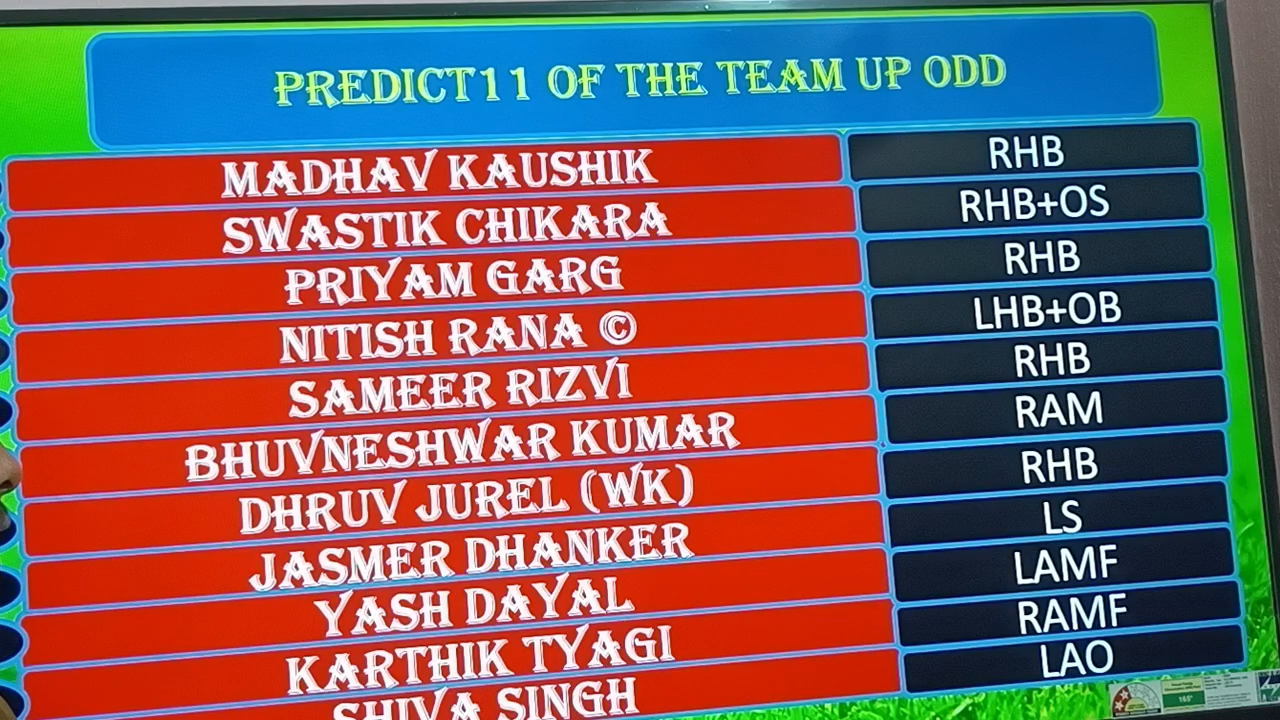 PREDICT11 OF THE TEAM UP ODD
MADHAV KAUSHIK RHB
SWASTIK CHIKARA RHB+OS
PRIYAM GARG RHB
NITISH RANA © LHB+OB
SAMEER RIZVI RHB
BHUVNESHWAR KUMAR RAM
DHRUV JUREL (WK) RHB
JASMER DHANKER LS
YASH DAYAL LAMF
KARTHIK TYAGI RAMF
SHIVA SINGH LAO